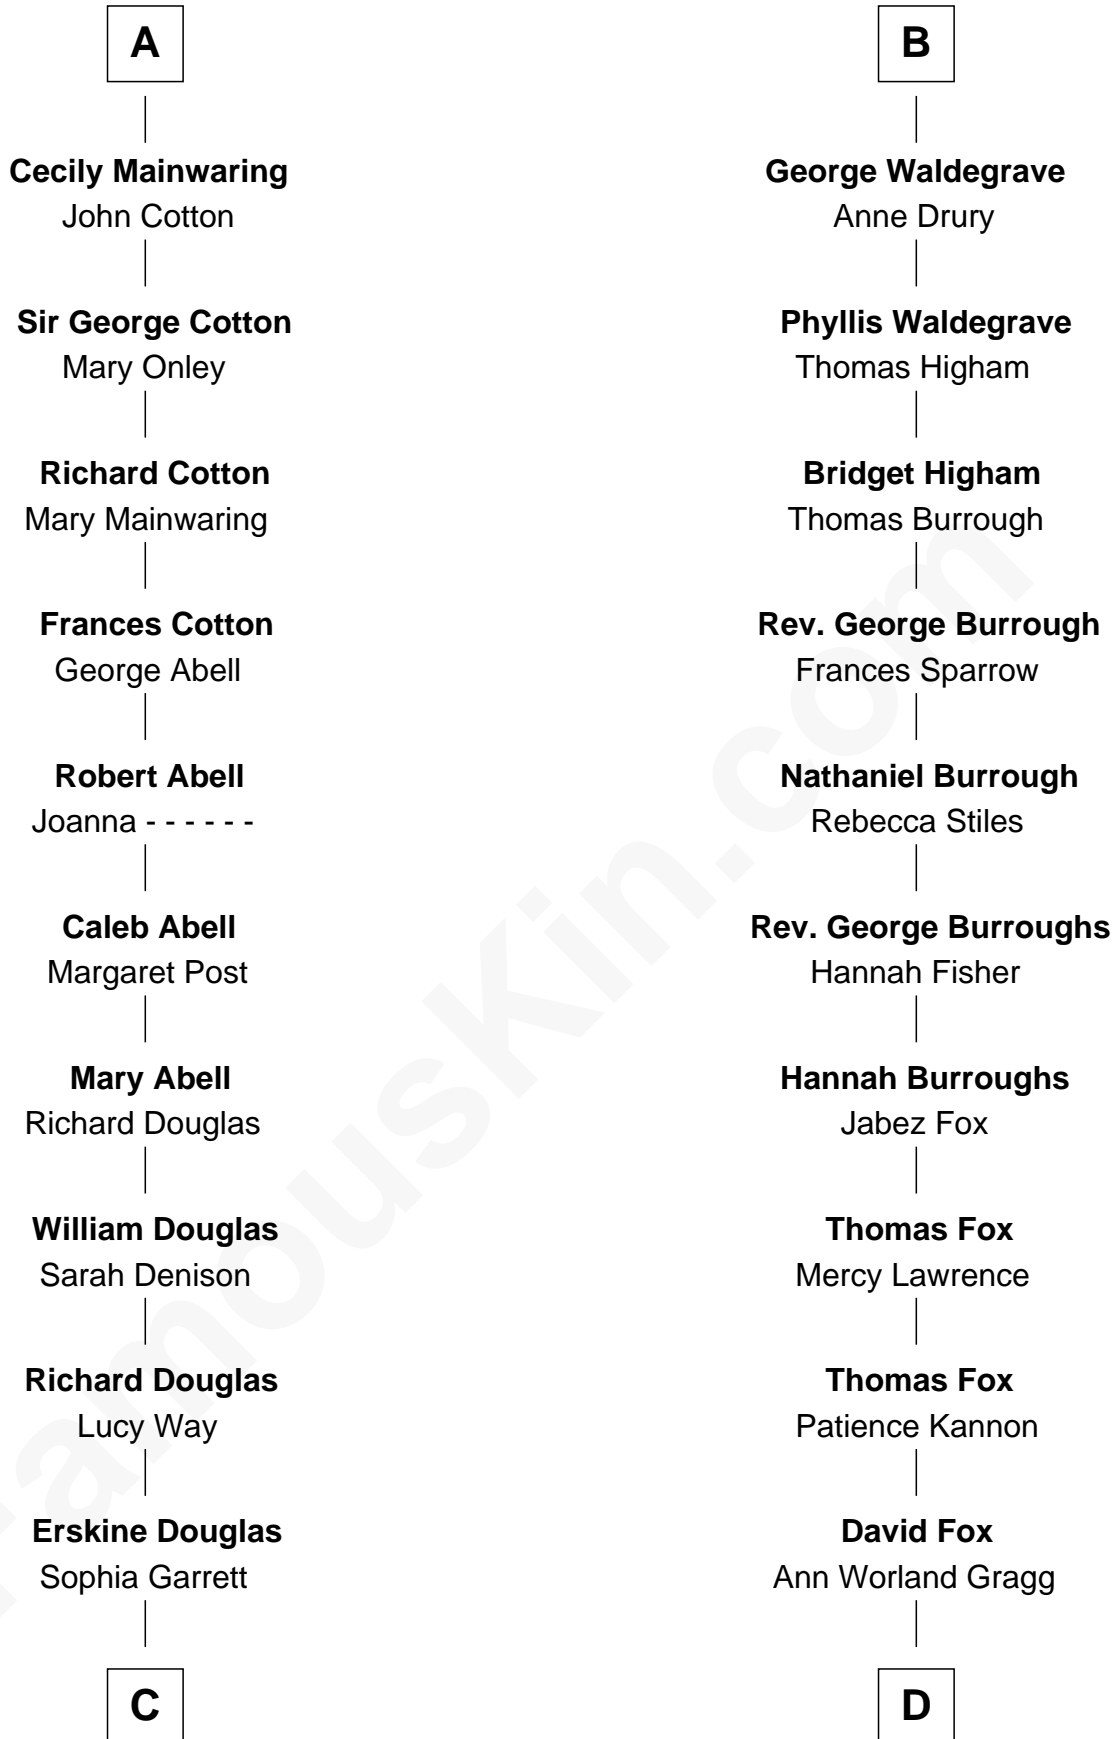 A
Cecily Mainwaring
John Cotton
Sir George Cotton
Mary Onley
Richard Cotton
Mary Mainwaring
Frances Cotton
George Abell
Robert Abell
Joanna - - - - - -
Caleb Abell
Margaret Post
Mary Abell
Richard Douglas
William Douglas
Sarah Denison
Richard Douglas
Lucy Way
Erskine Douglas
Sophia Garrett
C
B
George Waldegrave
Anne Drury
Phyllis Waldegrave
Thomas Higham
Bridget Higham
Thomas Burrough
Rev. George Burrough
Frances Sparrow
Nathaniel Burrough
Rebecca Stiles
Rev. George Burroughs
Hannah Fisher
Hannah Burroughs
Jabez Fox
Thomas Fox
Mercy Lawrence
Thomas Fox
Patience Kannon
David Fox
Ann Worland Gragg
D
FamousKin.com